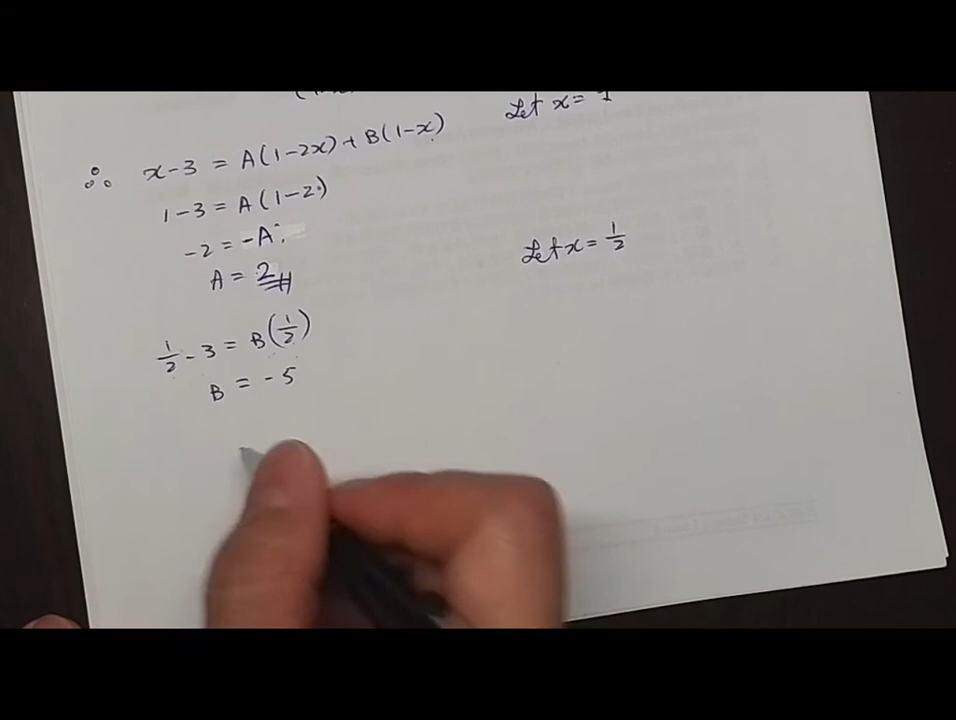 Let x = 1
∴ x-3 = A(1-2x) + B(1-x)
1-3 = A(1-2)
-2 = -A
A = 2
Let x = 1/2
1/2 - 3 = B(1/2)
B = -5